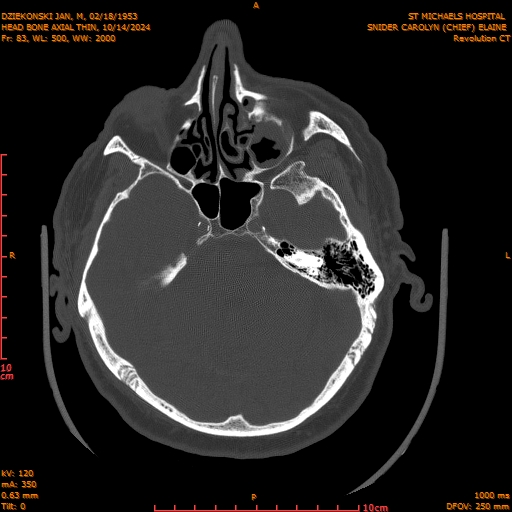 DZIEKONSKI JAN, M, 02/18/1953
HEAD BONE AXIAL THIN, 10/14/2024
Fr: 83, WL: 500, WW: 2000
A
ST MICHAELS HOSPITAL
SNIDER CAROLYN (CHIEF) ELAINE
Revolution CT
R
L
10
cm
kV: 120
mA: 350
0.63 mm
Tilt: 0
P
10cm
1000 ms
DFOV: 250 mm